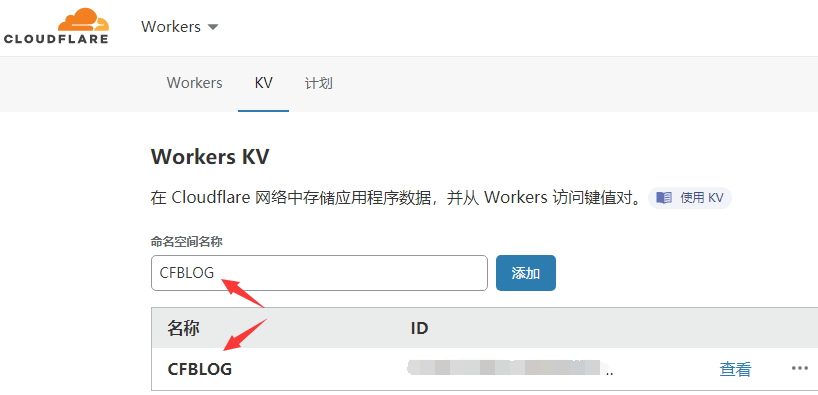 CLOUDFLARE
Workers
Workers KV 计划
Workers KV
在 Cloudflare 网络中存储应用程序数据，并从 Workers 访问键值对。 使用 KV
命名空间名称
CFBLOG 添加
名称 ID
CFBLOG .. 查看 ···